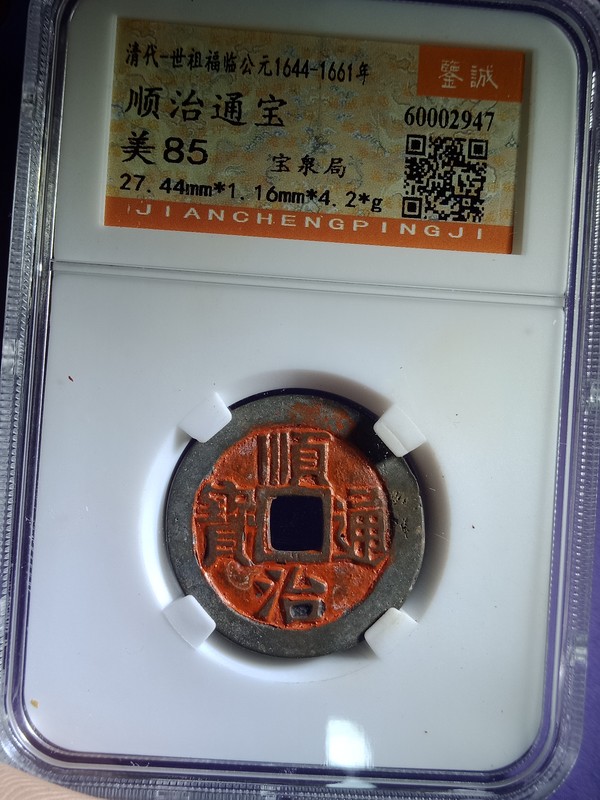 清代-世祖福临公元1644-1661年
鑒誠
顺治通宝
60002947
美85
宝泉局
27.44mm*1.16mm*4.2*g
JIANCHENGPINGJI
順
寶 通
治